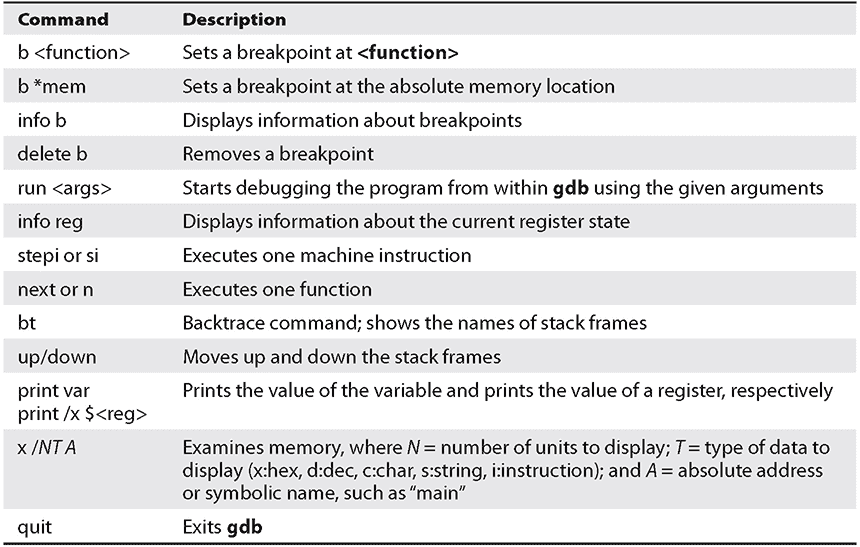 Command Description
b <function> Sets a breakpoint at <function>
b *mem Sets a breakpoint at the absolute memory location
info b Displays information about breakpoints
delete b Removes a breakpoint
run <args> Starts debugging the program from within gdb using the given arguments
info reg Displays information about the current register state
stepi or si Executes one machine instruction
next or n Executes one function
bt Backtrace command; shows the names of stack frames
up/down Moves up and down the stack frames
print var Prints the value of the variable and prints the value of a register, respectively
print /x $<reg>
x /NT A Examines memory, where N = number of units to display; T = type of data to
display (x:hex, d:dec, c:char, s:string, i:instruction); and A = absolute address
or symbolic name, such as “main”
quit Exits gdb